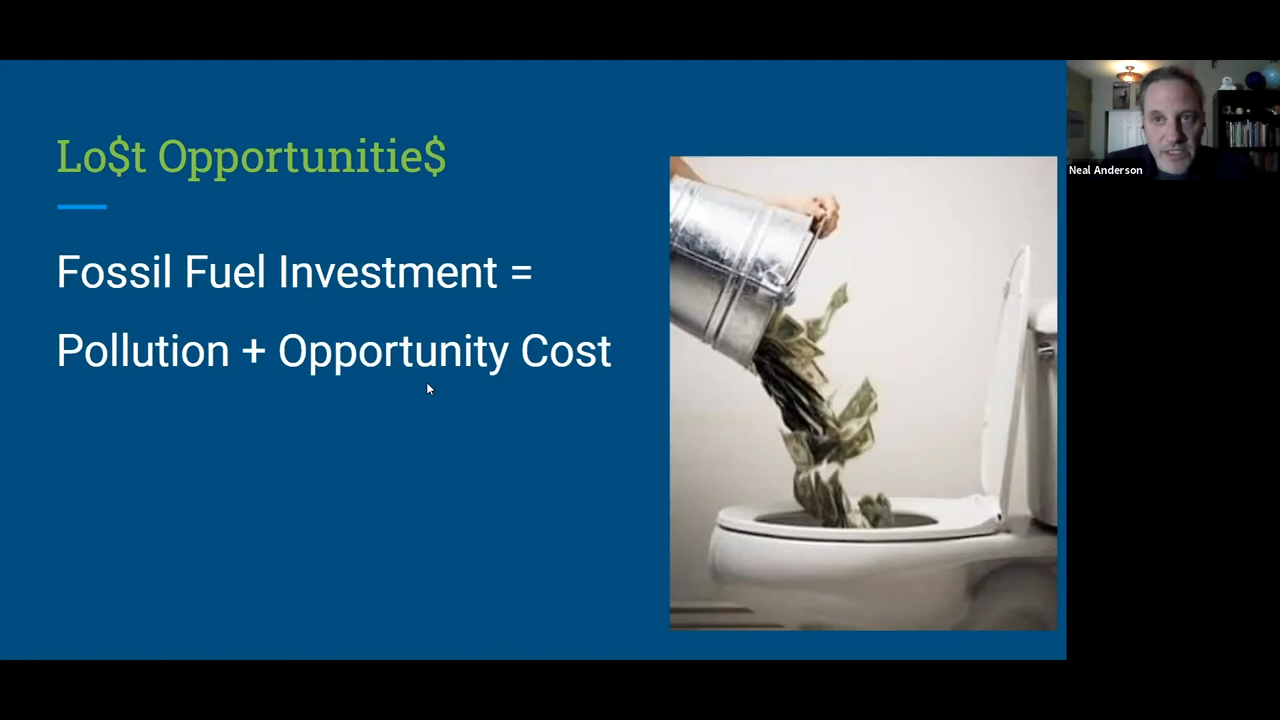 Lo$t Opportunitie$
Fossil Fuel Investment =
Pollution + Opportunity Cost
Neal Anderson